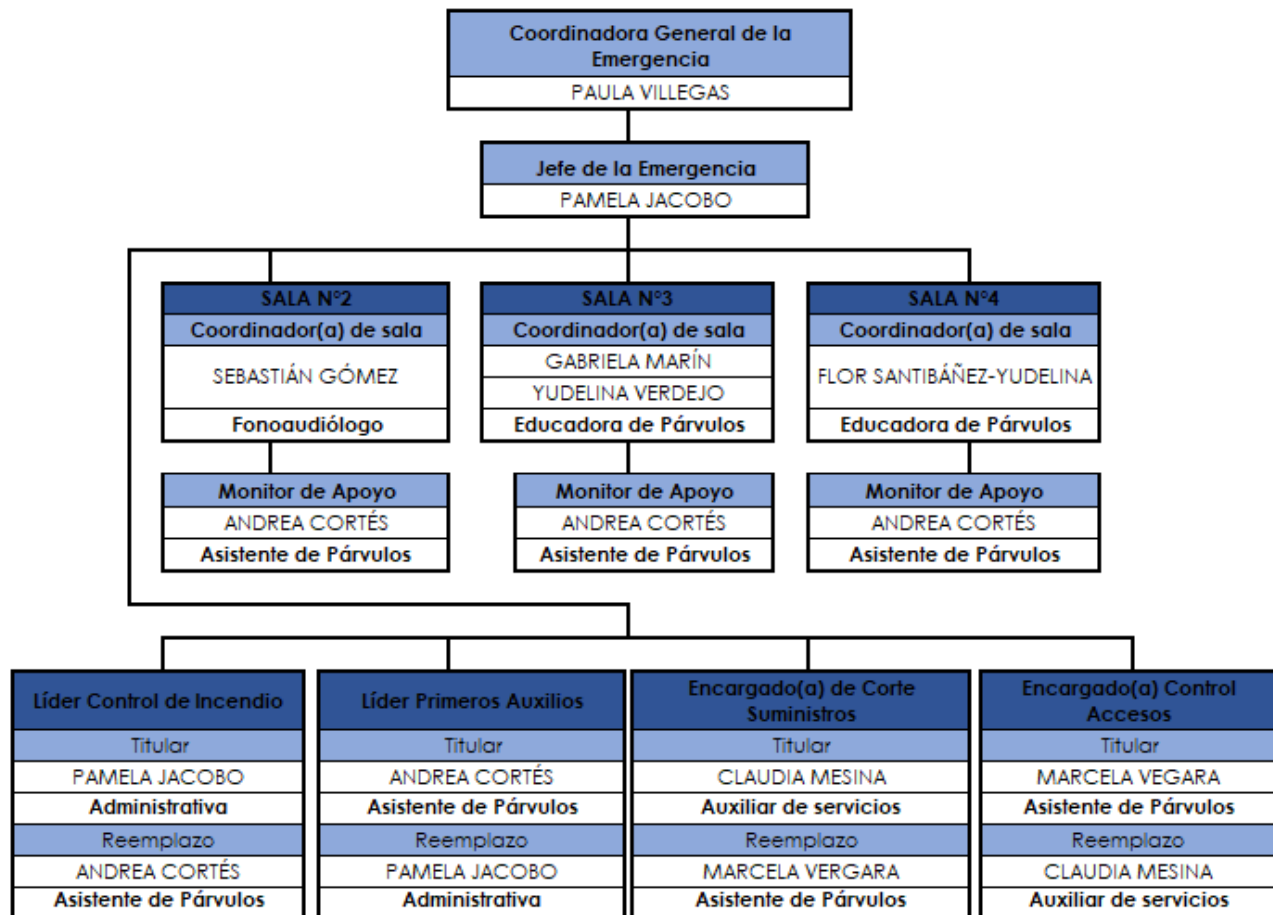 Coordinadora General de la
Emergencia
PAULA VILLEGAS
Jefe de la Emergencia
PAMELA JACOBO
SALA N°2
Coordinador(a) de sala
SEBASTIÁN GÓMEZ
Fonoaudiólogo
Monitor de Apoyo
ANDREA CORTÉS
Asistente de Párvulos
SALA N°3
Coordinador(a) de sala
GABRIELA MARÍN
YUDELINA VERDEJO
Educadora de Párvulos
Monitor de Apoyo
ANDREA CORTÉS
Asistente de Párvulos
SALA N°4
Coordinador(a) de sala
FLOR SANTIBÁÑEZ-YUDELINA
Educadora de Párvulos
Monitor de Apoyo
ANDREA CORTÉS
Asistente de Párvulos
Líder Control de Incendio
Titular
PAMELA JACOBO
Administrativa
Reemplazo
ANDREA CORTÉS
Asistente de Párvulos
Líder Primeros Auxilios
Titular
ANDREA CORTÉS
Asistente de Párvulos
Reemplazo
PAMELA JACOBO
Administrativa
Encargado(a) de Corte
Suministros
Titular
CLAUDIA MESINA
Auxiliar de servicios
Reemplazo
MARCELA VERGARA
Asistente de Párvulos
Encargado(a) Control
Accesos
Titular
MARCELA VEGARA
Asistente de Párvulos
Reemplazo
CLAUDIA MESINA
Auxiliar de servicios